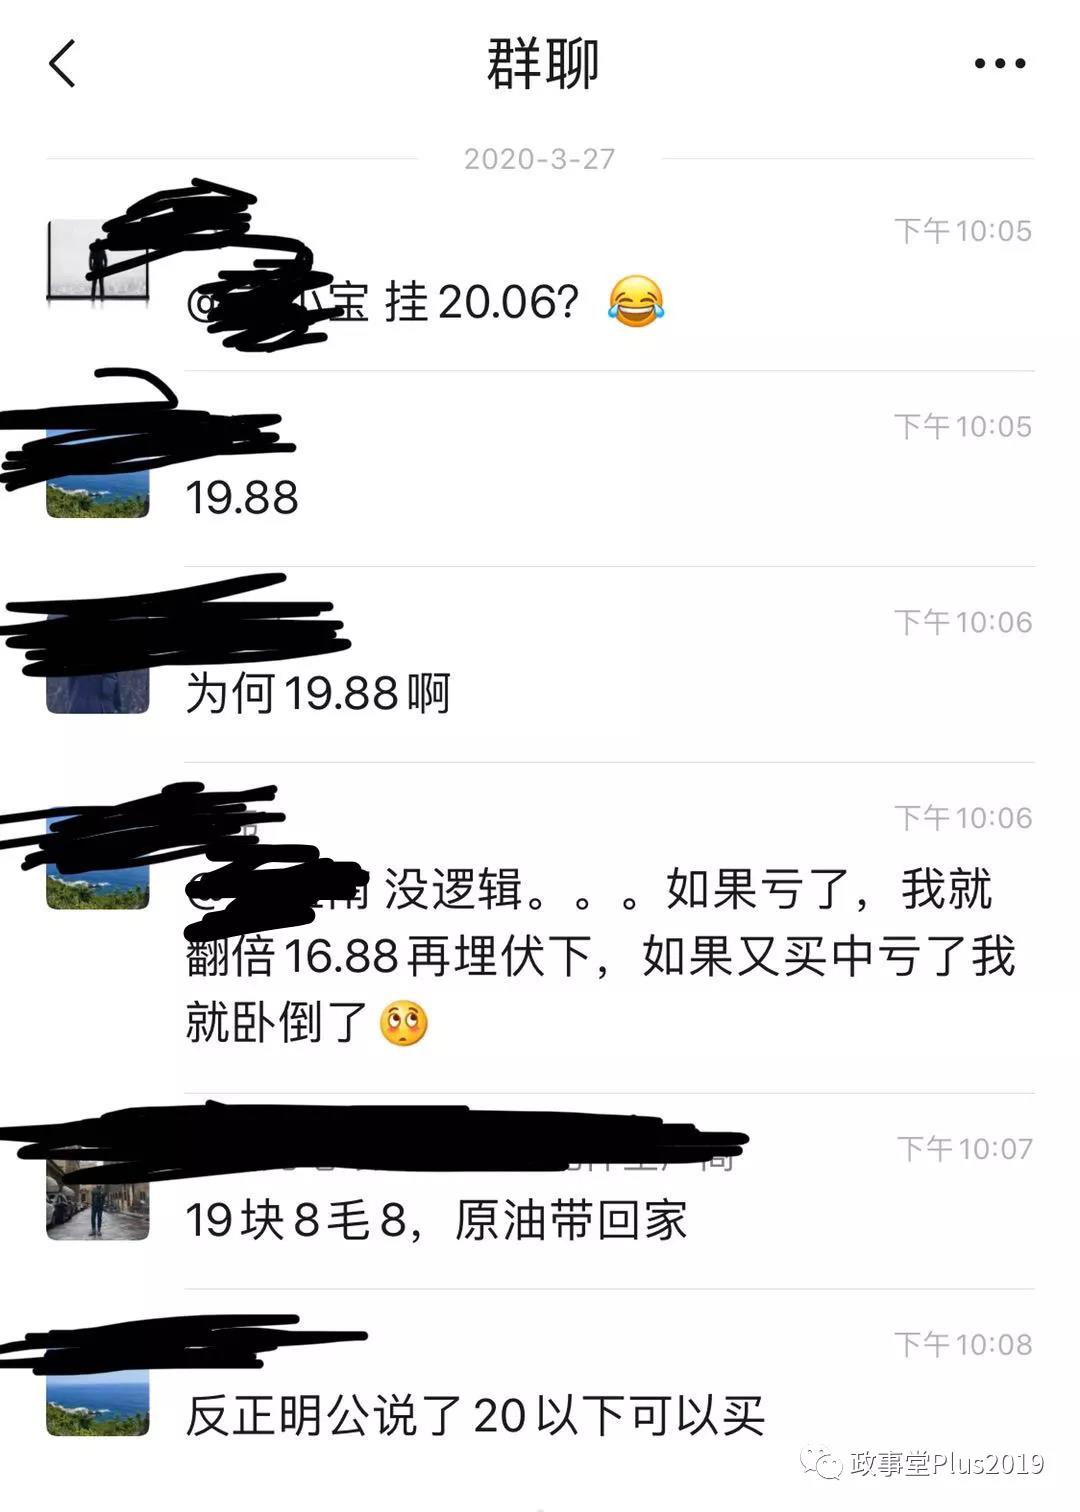 群聊
2020-3-27
下午10:05
宝 挂20.06? 😂
下午10:05
19.88
下午10:06
为何19.88啊
下午10:06
南 没逻辑。。。如果亏了，我就
翻倍16.88再埋伏下，如果又买中亏了我
就卧倒了🥺
下午10:07
19块8毛8，原油带回家
下午10:08
反正明公说了20以下可以买
政事堂Plus2019